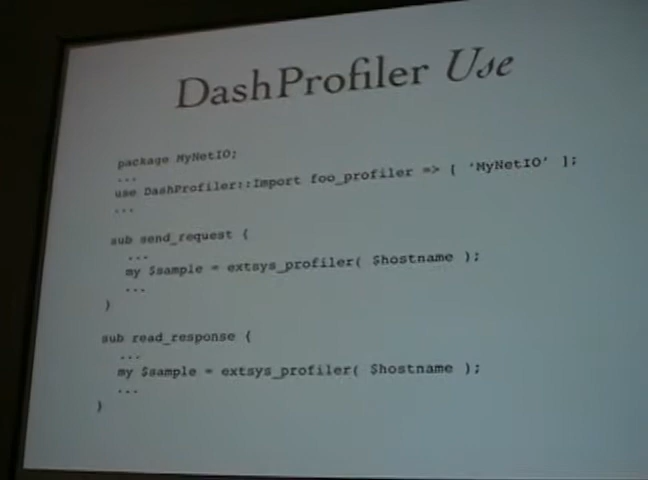 DashProfiler Use
package MyNetIO;
...
use DashProfiler::Import foo_profiler => [ 'MyNetIO' ];
...
sub send_request {
...
my $sample = extsys_profiler( $hostname );
...
}
sub read_response {
...
my $sample = extsys_profiler( $hostname );
...
}